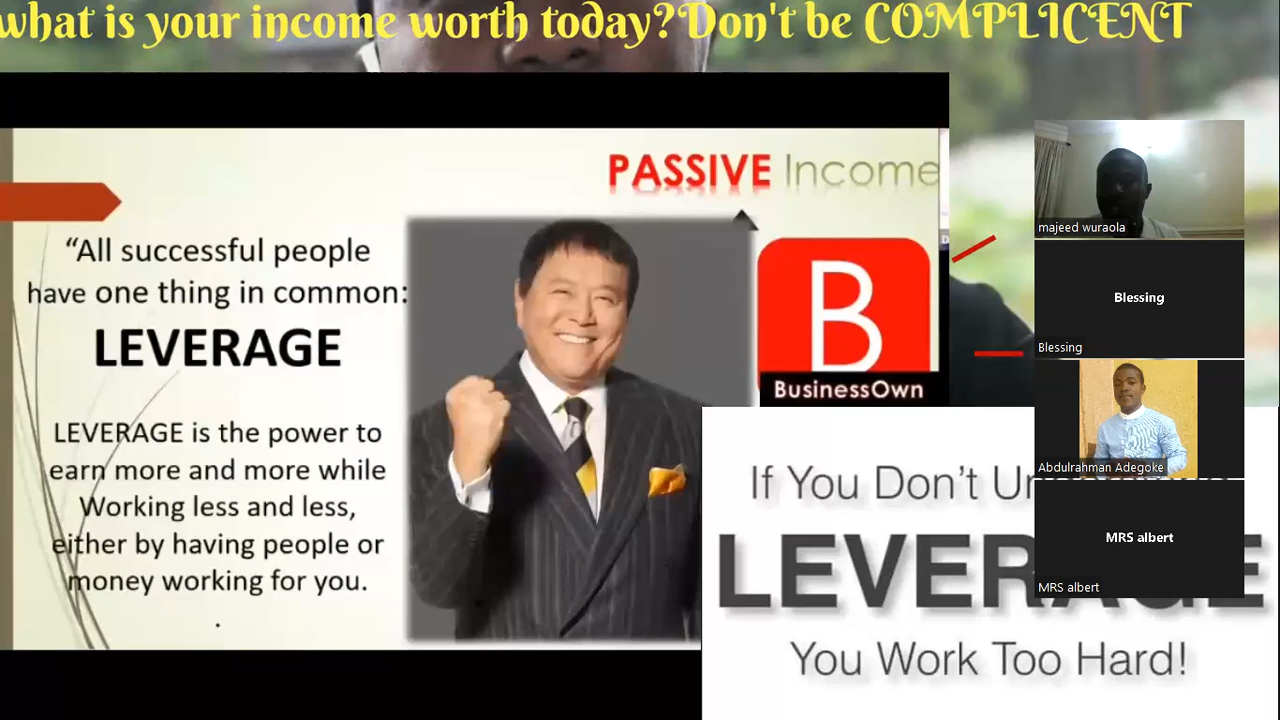 what is your income worth today?Don't be COMPLICENT
PASSIVE Income
“All successful people
have one thing in common:
LEVERAGE
LEVERAGE is the power to
earn more and more while
Working less and less,
either by having people or
money working for you.
.
B
BusinessOwn
D
If You Don't
LEVERAGE
You Work Too Hard!
majeed wuraola
Blessing
Blessing
Abdulrahman Adegoke
MRS albert
MRS albert